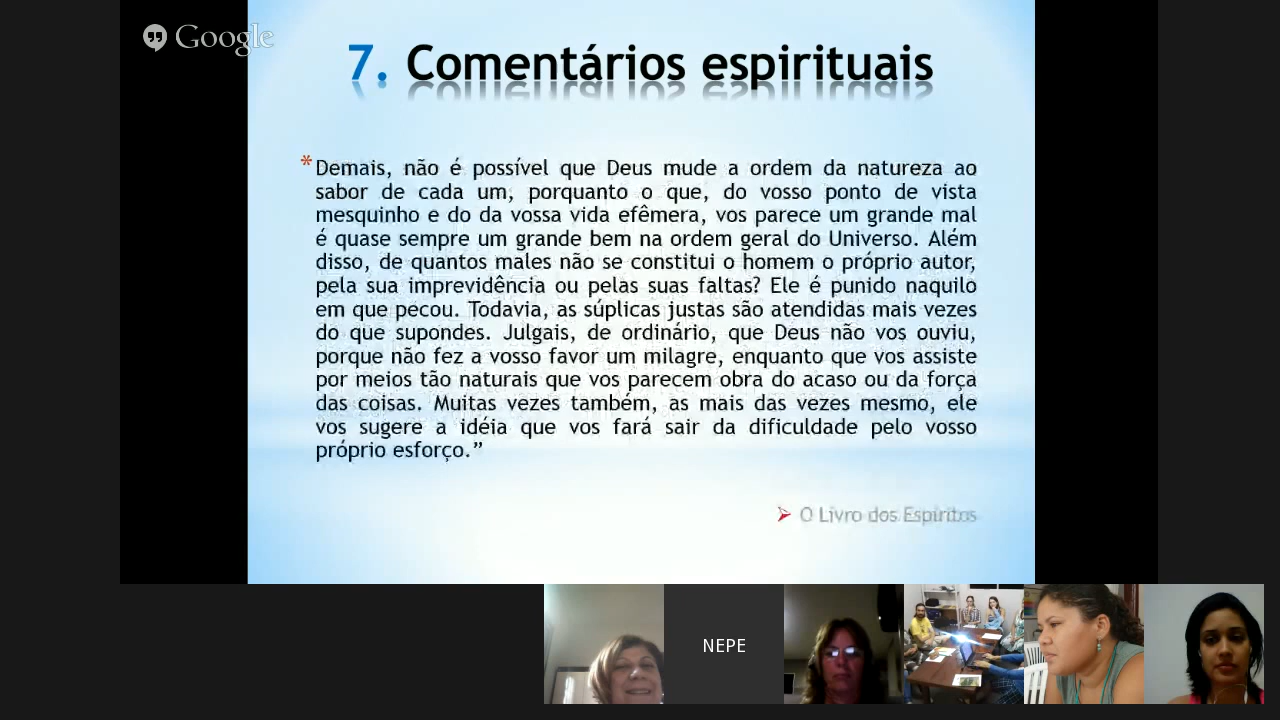 Google
7. Comentários espirituais
* Demais, não é possível que Deus mude a ordem da natureza ao
sabor de cada um, porquanto o que, do vosso ponto de vista
mesquinho e do da vossa vida efêmera, vos parece um grande mal
é quase sempre um grande bem na ordem geral do Universo. Além
disso, de quantos males não se constitui o homem o próprio autor,
pela sua imprevidência ou pelas suas faltas? Ele é punido naquilo
em que pecou. Todavia, as súplicas justas são atendidas mais vezes
do que supondes. Julgais, de ordinário, que Deus não vos ouviu,
porque não fez a vosso favor um milagre, enquanto que vos assiste
por meios tão naturais que vos parecem obra do acaso ou da força
das coisas. Muitas vezes também, as mais das vezes mesmo, ele
vos sugere a idéia que vos fará sair da dificuldade pelo vosso
próprio esforço.”
O Livro dos Espíritos
NEPE